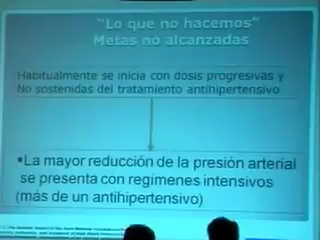 “Lo que no hacemos”
Metas no alcanzadas
Habitualmente se inicia con dosis progresivas y
No sostenidas del tratamiento antihipertensivo
▪La mayor reducción de la presión arterial
se presenta con regímenes intensivos
(más de un antihipertensivo)